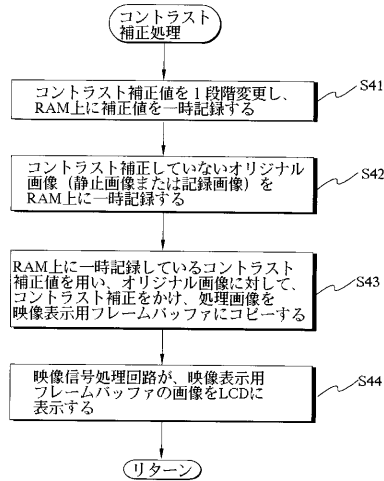 コントラスト
補正処理
コントラスト補正値を1段階変更し、
RAM上に補正値を一時記録する
S41
コントラスト補正していないオリジナル
画像（静止画像または記録画像）を
RAM上に一時記録する
S42
RAM上に一時記録しているコントラスト
補正値を用い、オリジナル画像に対して、
コントラスト補正をかけ、処理画像を
映像表示用フレームバッファにコピーする
S43
映像信号処理回路が、映像表示用
フレームバッファの画像をLCDに
表示する
S44
リターン